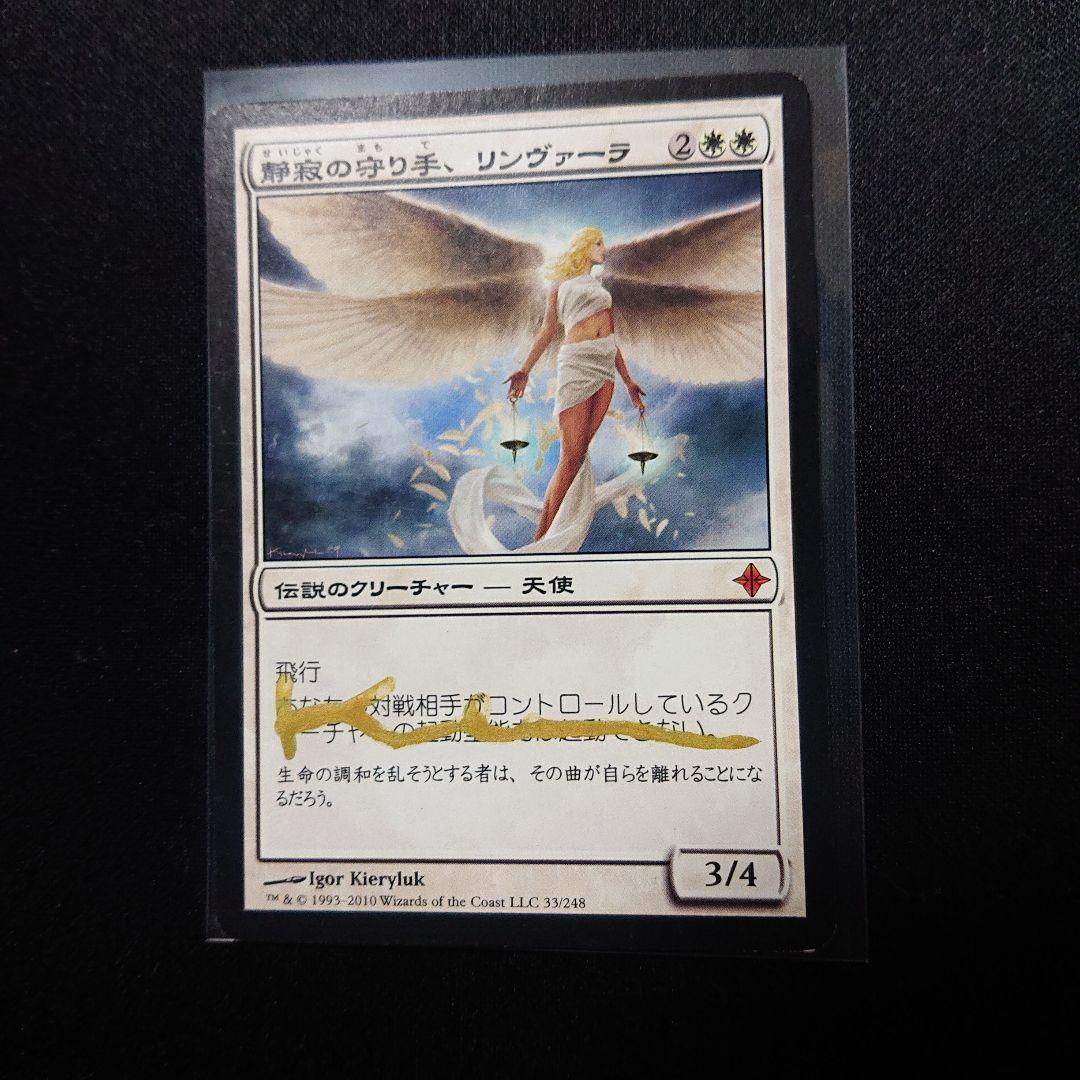 せいじゃく まも て
静寂の守り手、リンヴァーラ 2
伝説のクリーチャー — 天使
飛行
対戦相手がコントロールしているク
生命の調和を乱そうとする者は、その曲が自らを離れることにな
るだろう。
3/4
Igor Kieryluk
™ & © 1993–2010 Wizards of the Coast LLC 33/248